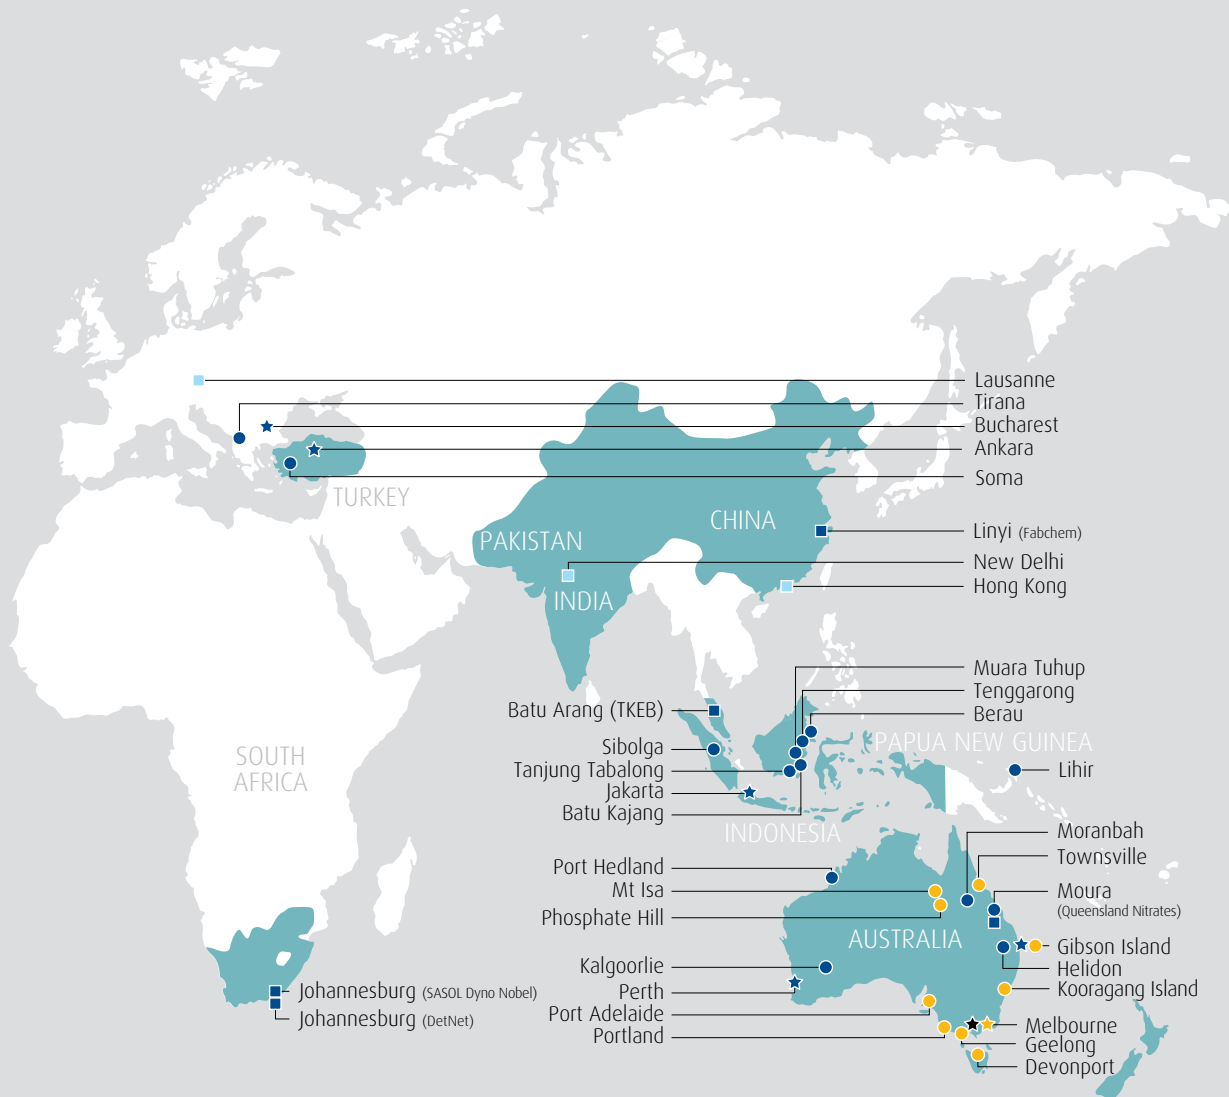 Lausanne
Tirana
Bucharest
Ankara
Soma
TURKEY
CHINA
Linyi (Fabchem)
PAKISTAN
New Delhi
Hong Kong
INDIA
Muara Tuhup
Tenggarong
Berau
Batu Arang (TKEB)
Sibolga
Tanjung Tabalong
Jakarta
Batu Kajang
PAPUA NEW GUINEA
Lihir
SOUTH
AFRICA
INDONESIA
Moranbah
Townsville
Moura
(Queensland Nitrates)
Port Hedland
Mt Isa
Phosphate Hill
AUSTRALIA
Gibson Island
Helidon
Kooragang Island
Kalgoorlie
Perth
Port Adelaide
Portland
Melbourne
Geelong
Devonport
Johannesburg (SASOL Dyno Nobel)
Johannesburg (DetNet)